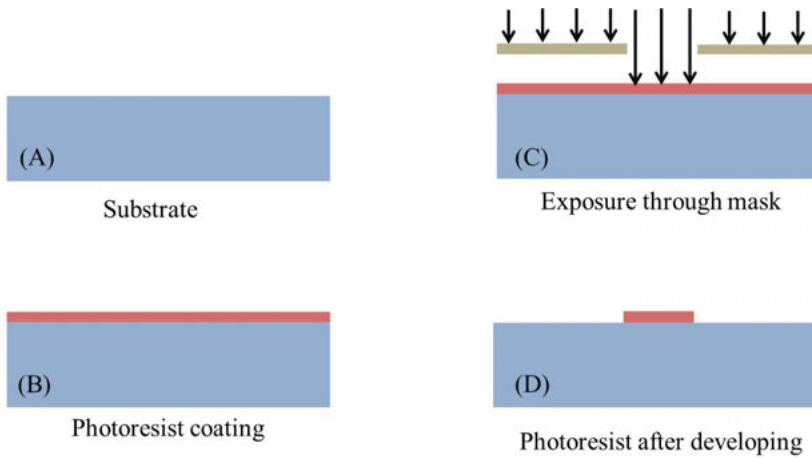 (A)
Substrate
(B)
Photoresist coating
(C)
Exposure through mask
(D)
Photoresist after developing